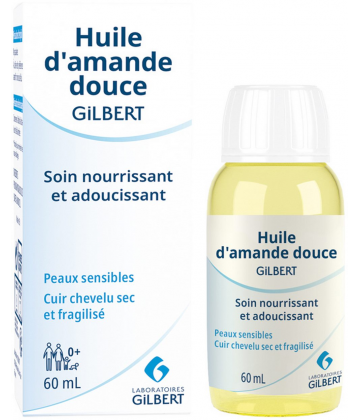 Huile
d'amande
douce
GiLBERT
Soin nourrissant
et adoucissant
Peaux sensibles
Cuir chevelu sec
et fragilisé
0+
60 mL
LABORATOIRES
GiLBERT
Huile
d'amande douce
GiLBERT
Soin nourrissant
et adoucissant
Peaux sensibles
Cuir chevelu sec et fragilisé
60 mL
LABORATOIRES
GiLBERT